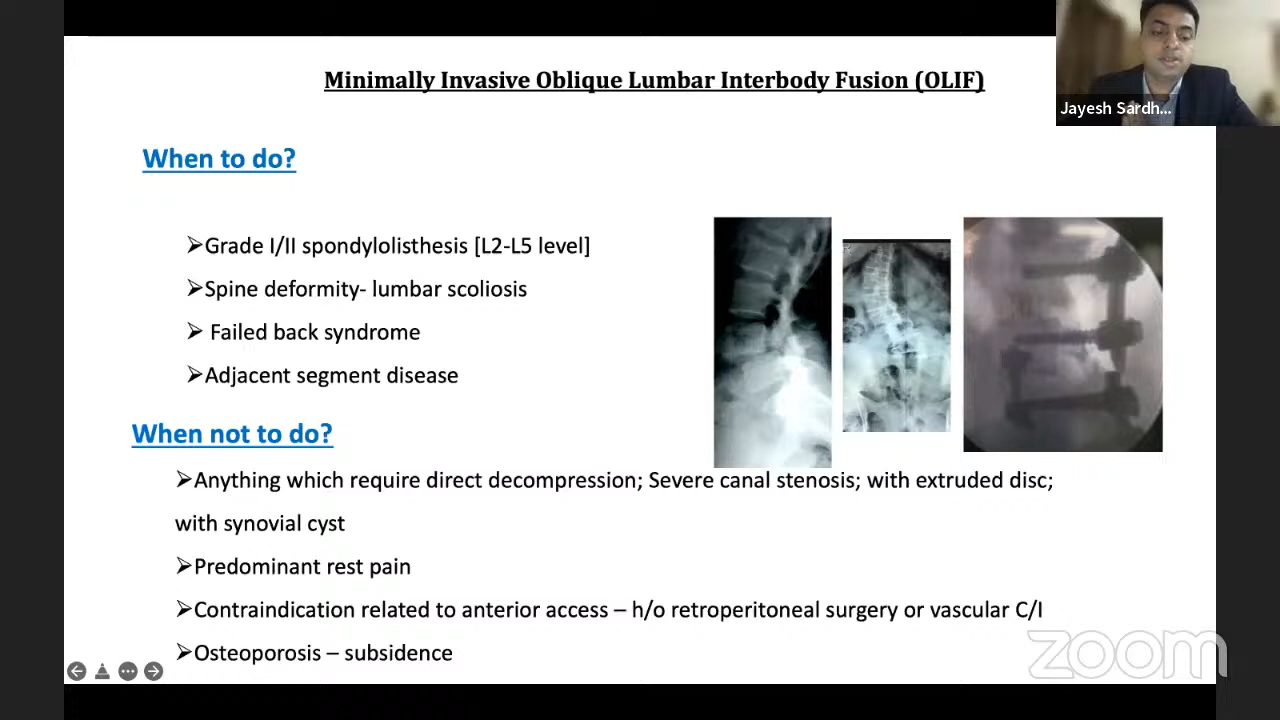 Minimally Invasive Oblique Lumbar Interbody Fusion (OLIF)
Jayesh Sardh...
When to do?
➢Grade I/II spondylolisthesis [L2-L5 level]
➢Spine deformity- lumbar scoliosis
➢ Failed back syndrome
➢Adjacent segment disease
When not to do?
➢Anything which require direct decompression; Severe canal stenosis; with extruded disc;
with synovial cyst
➢Predominant rest pain
➢Contraindication related to anterior access – h/o retroperitoneal surgery or vascular C/I
➢Osteoporosis – subsidence
zoom